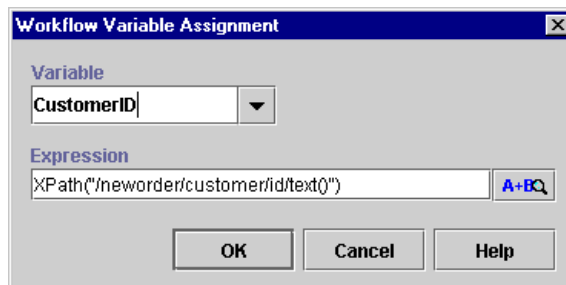 Workflow Variable Assignment
Variable
CustomerID
Expression
XPath("/neworder/customer/id/text()")
A+B
OK Cancel Help